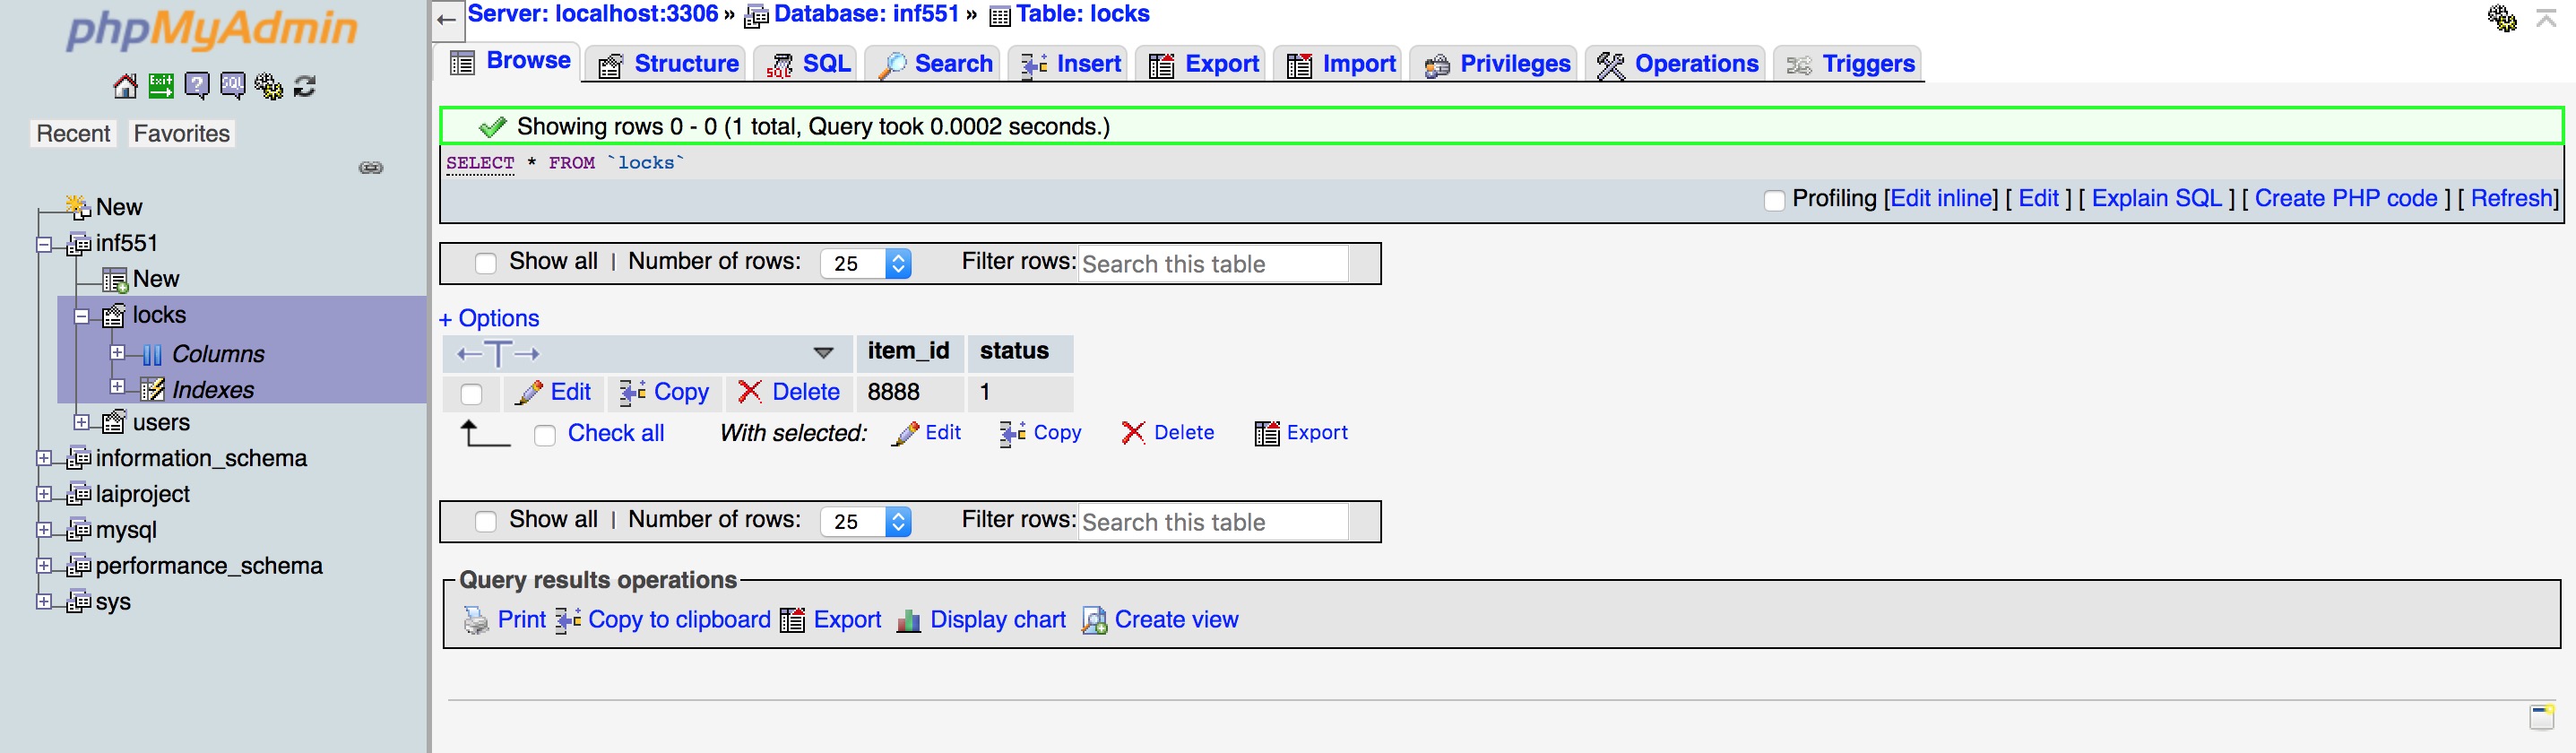 phpMyAdmin
Recent Favorites
New
inf551
New
locks
Columns
Indexes
users
information_schema
laiproject
mysql
performance_schema
sys
Server: localhost:3306 » Database: inf551 » Table: locks
Browse Structure SQL Search Insert Export Import Privileges Operations Triggers
Showing rows 0 - 0 (1 total, Query took 0.0002 seconds.)
SELECT * FROM `locks`
Profiling [Edit inline] [ Edit ] [ Explain SQL ] [ Create PHP code ] [ Refresh]
Show all | Number of rows: 25 Filter rows: Search this table
+ Options
←T→ item_id status
Edit Copy Delete 8888 1
Check all With selected: Edit Copy Delete Export
Show all | Number of rows: 25 Filter rows: Search this table
Query results operations
Print Copy to clipboard Export Display chart Create view